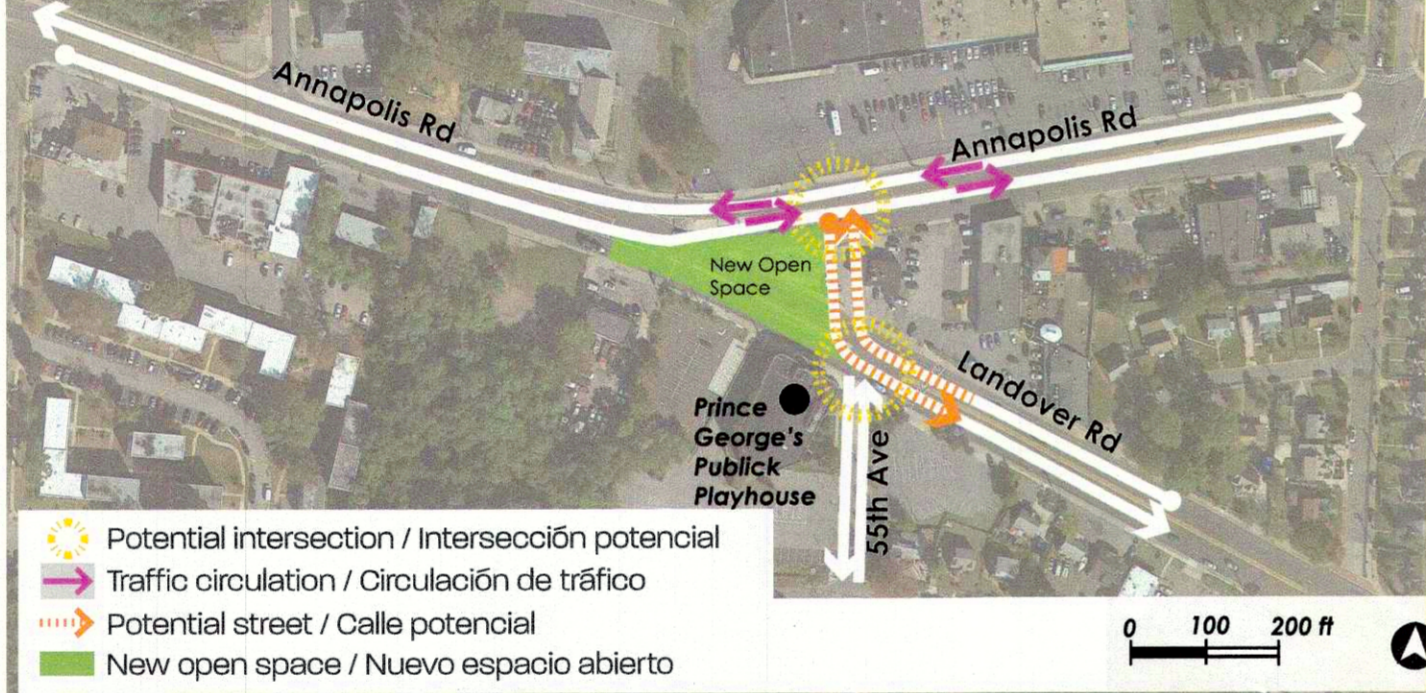 Annapolis Rd
Annapolis Rd
New Open
Space
Landover Rd
Prince
George's
Publick
Playhouse
55th Ave
Potential intersection / Intersección potencial
Traffic circulation / Circulación de tráfico
Potential street / Calle potencial
New open space / Nuevo espacio abierto
0 100 200 ft